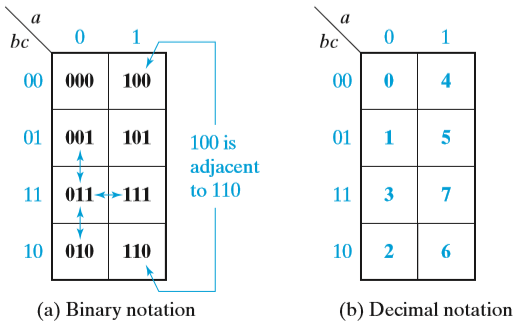 a
bc
0 1
00 000 100
01 001 101
11 011 111
10 010 110
100 is
adjacent
to 110
(a) Binary notation
a
bc
0 1
00 0 4
01 1 5
11 3 7
10 2 6
(b) Decimal notation